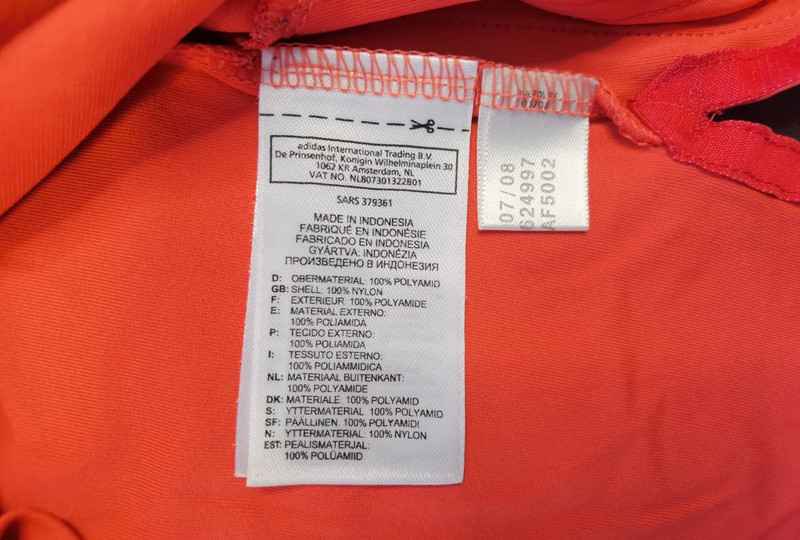 adidas International Trading B.V.
De Prinsenhof, Konigin Wilhelminaplein 30
1062 KR Amsterdam, NL
VAT NO. NL807301322B01
SARS 379361
MADE IN INDONESIA
FABRIQUÉ EN INDONÉSIE
FABRICADO EN INDONESIA
GYÁRTVA: INDONÉZIA
ПРОИЗВЕДЕНО В ИНДОНЕЗИЯ
D: OBERMATERIAL: 100% POLYAMID
GB: SHELL: 100% NYLON
F: EXTERIEUR: 100% POLYAMIDE
E: MATERIAL EXTERNO:
100% POLIAMIDA
P: TECIDO EXTERNO:
100% POLIAMIDA
I: TESSUTO ESTERNO:
100% POLIAMMIDICA
NL: MATERIAAL BUITENKANT:
100% POLYAMIDE
DK: MATERIALE: 100% POLYAMID
S: YTTERMATERIAL: 100% POLYAMID
SF: PÄÄLLINEN: 100% POLYAMIDI
N: YTTERMATERIAL: 100% NYLON
EST: PEALISMATERJAL:
100% POLÜAMIID
07/08
624997
AF5002